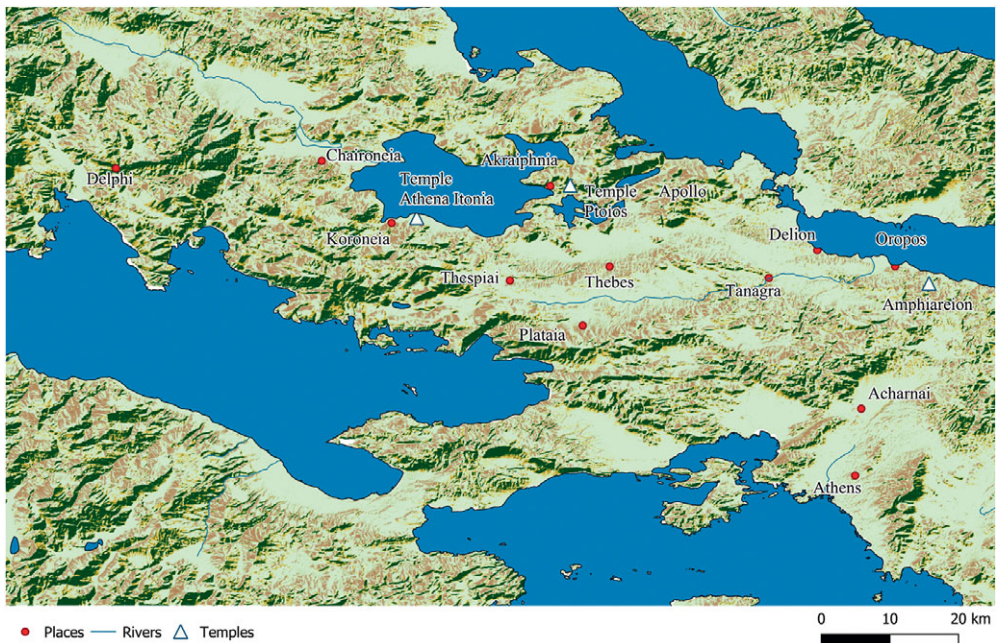 Chaironeia
Delphi
Akraiphnia
Temple
Athena Itonia
Temple Apollo
Ptoios
Koroneia
Delion
Oropos
Thespiai
Thebes
Tanagra
Amphiareion
Plataia
Acharnai
Athens
0 10 20 km
Places Rivers Temples